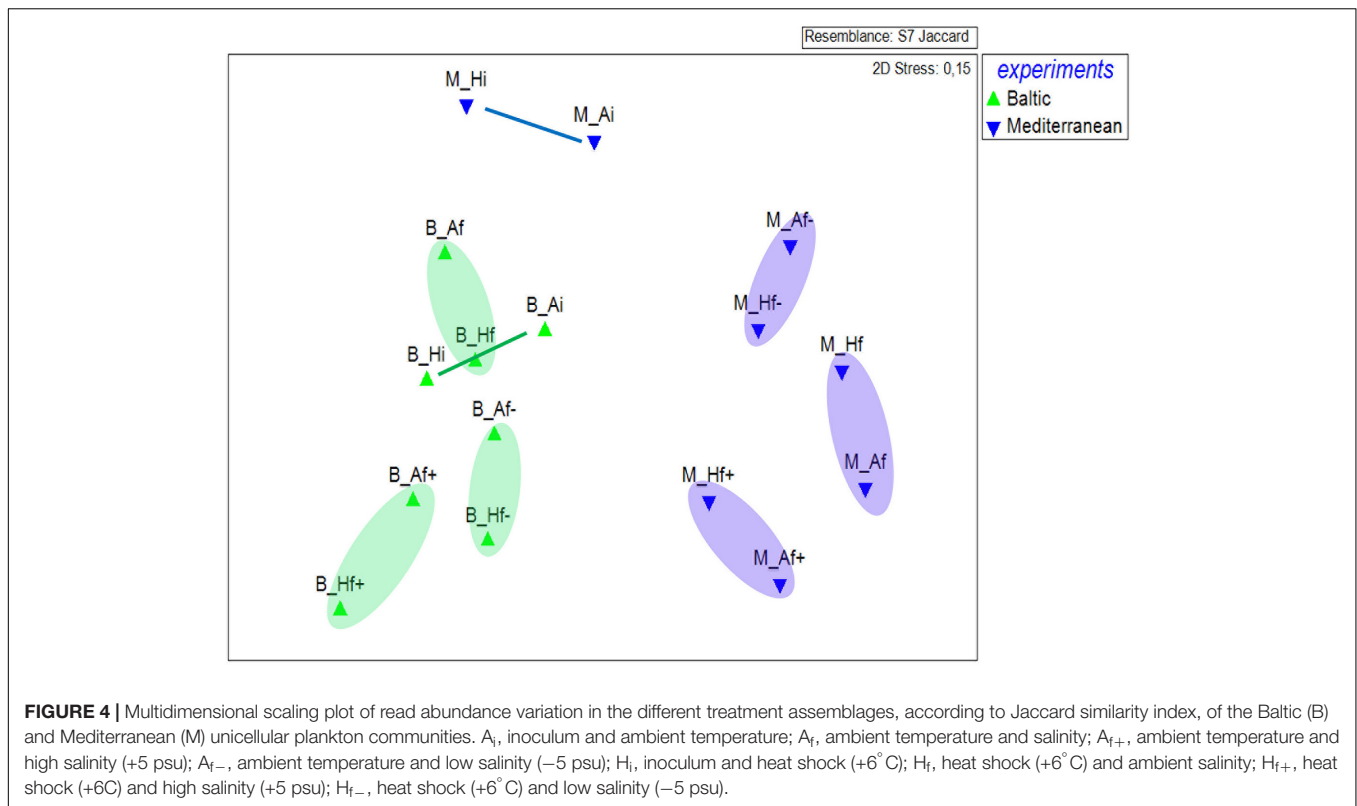 Resemblance: S7 Jaccard
2D Stress: 0,15
experiments
Baltic
Mediterranean
M_Hi
M_Ai
B_Af
M_Af-
B_Ai
M_Hf-
B_Hf
B_Hi
M_Hf
B_Af-
M_Af
B_Af+
M_Hf+
B_Hf-
M_Af+
B_Hf+
FIGURE 4 | Multidimensional scaling plot of read abundance variation in the different treatment assemblages, according to Jaccard similarity index, of the Baltic (B)
and Mediterranean (M) unicellular plankton communities. Ai, inoculum and ambient temperature; Af, ambient temperature and salinity; Af+, ambient temperature and
high salinity (+5 psu); Af−, ambient temperature and low salinity (−5 psu); Hi, inoculum and heat shock (+6°C); Hf, heat shock (+6°C) and ambient salinity; Hf+, heat
shock (+6C) and high salinity (+5 psu); Hf−, heat shock (+6°C) and low salinity (−5 psu).